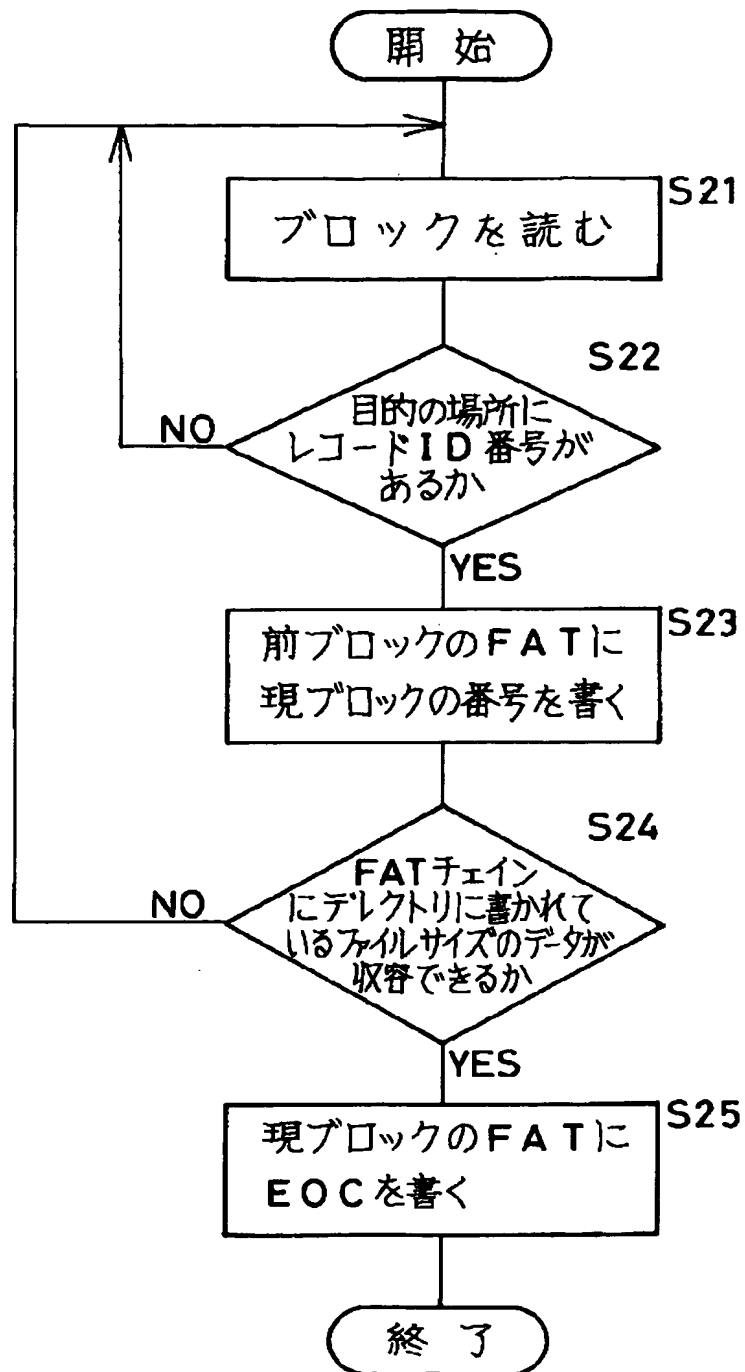 開始
S21
ブロックを読む
S22
目的の場所に
レコードID番号が
あるか
NO
YES
S23
前ブロックのFATに
現ブロックの番号を書く
S24
FATチェイン
にデレクトリに書かれて
いるファイルサイズのデータが
収容できるか
NO
YES
S25
現ブロックのFATに
EOCを書く
終了